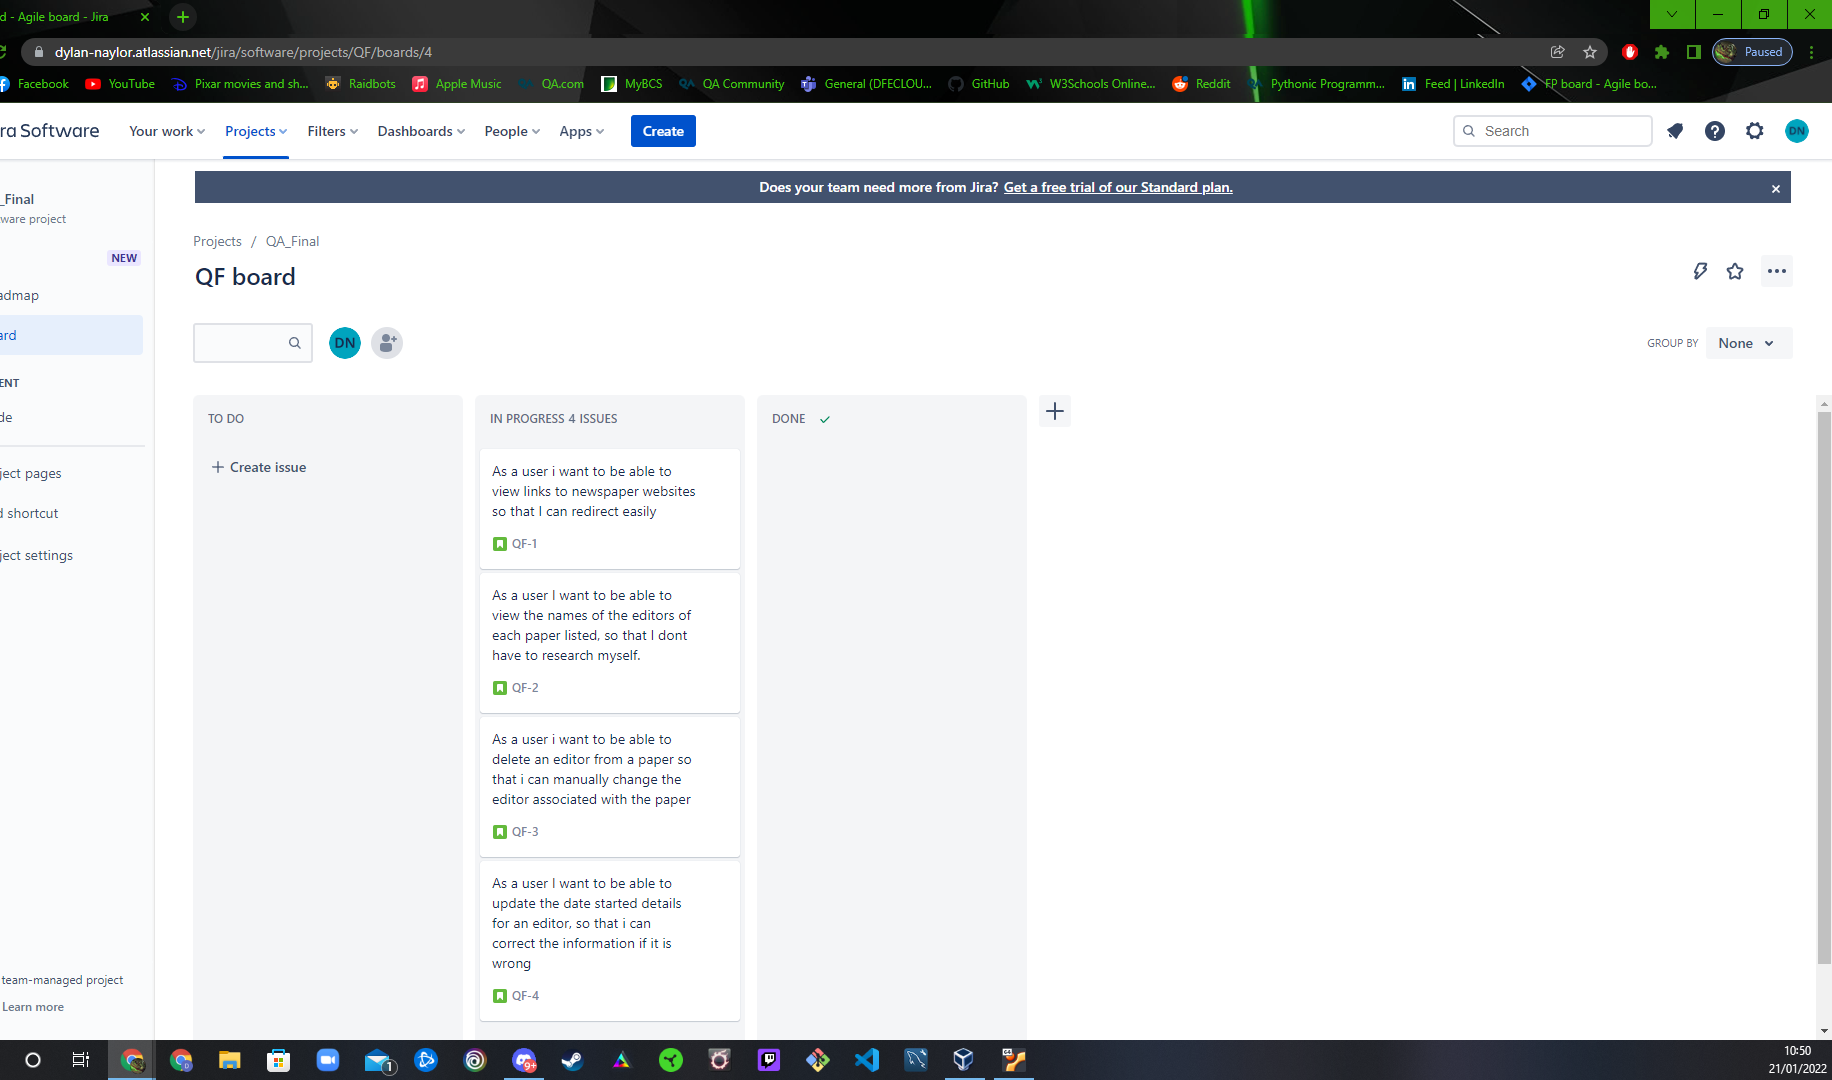 d - Agile board - Jira
dylan-naylor.atlassian.net/jira/software/projects/QF/boards/4
Paused
Facebook
YouTube
Pixar movies and sh...
Raidbots
Apple Music
QA.com
MyBCS
QA Community
General (DFECLOU...
GitHub
W3Schools Online...
Reddit
Pythonic Programm...
Feed | LinkedIn
FP board - Agile bo...
ra Software
Your work
Projects
Filters
Dashboards
People
Apps
Create
Search
DN
_Final
ware project
NEW
admap
ard
ENT
de
ject pages
d shortcut
ject settings
team-managed project
Learn more
Does your team need more from Jira? Get a free trial of our Standard plan.
Projects / QA_Final
QF board
DN
GROUP BY
None
TO DO
Create issue
IN PROGRESS 4 ISSUES
As a user i want to be able to
view links to newspaper websites
so that I can redirect easily
QF-1
As a user I want to be able to
view the names of the editors of
each paper listed, so that I dont
have to research myself.
QF-2
As a user i want to be able to
delete an editor from a paper so
that i can manually change the
editor associated with the paper
QF-3
As a user I want to be able to
update the date started details
for an editor, so that i can
correct the information if it is
wrong
QF-4
DONE
1
9+
64
10:50
21/01/2022